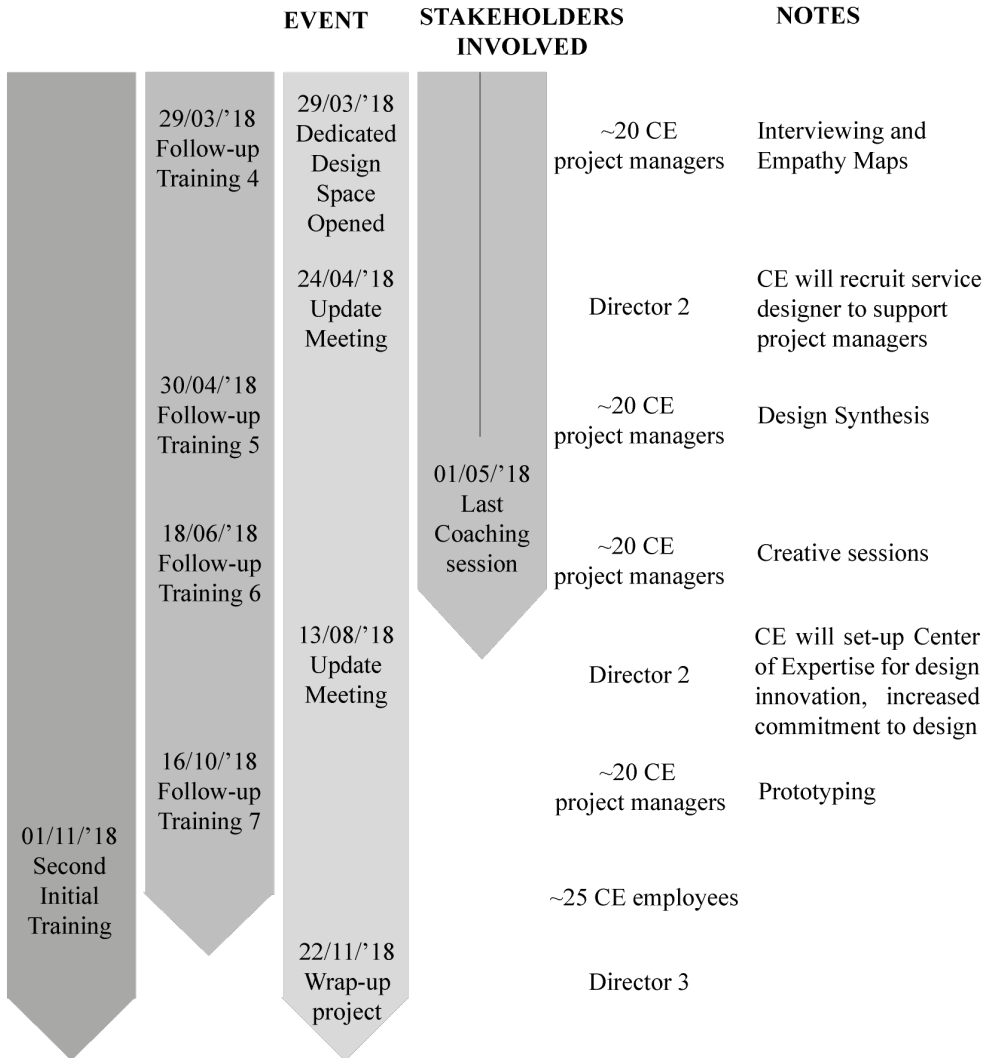 EVENT
STAKEHOLDERS
INVOLVED
NOTES
29/03/’18
Follow-up
Training 4
29/03/’18
Dedicated
Design
Space
Opened
~20 CE
project managers
Interviewing and
Empathy Maps
24/04/’18
Update
Meeting
Director 2
CE will recruit service
designer to support
project managers
30/04/’18
Follow-up
Training 5
~20 CE
project managers
Design Synthesis
01/05/’18
Last
Coaching
session
18/06/’18
Follow-up
Training 6
~20 CE
project managers
Creative sessions
13/08/’18
Update
Meeting
Director 2
CE will set-up Center
of Expertise for design
innovation, increased
commitment to design
16/10/’18
Follow-up
Training 7
~20 CE
project managers
Prototyping
01/11/’18
Second
Initial
Training
~25 CE employees
22/11/’18
Wrap-up
project
Director 3